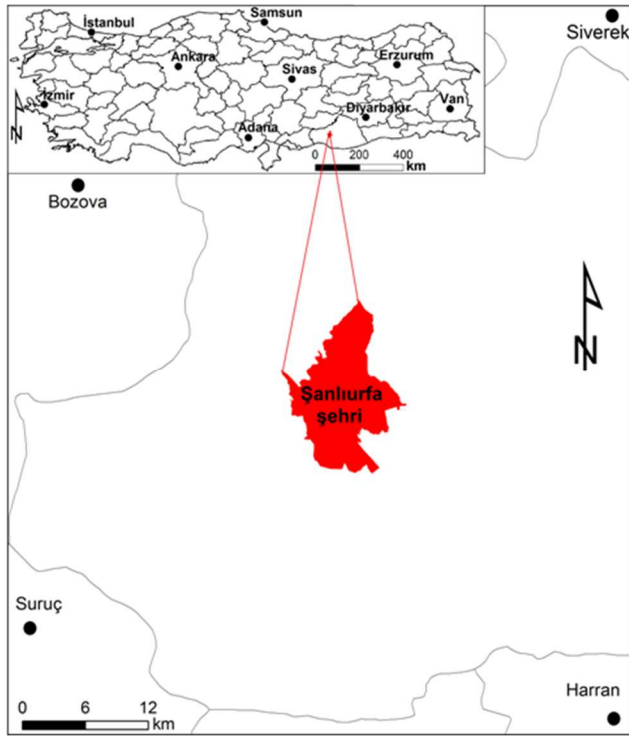 Samsun
İstanbul
Siverek
Ankara
Erzurum
Sivas
İzmir
Van
Diyarbakır
Adana
N
0 200 400
km
Bozova
N
Şanlıurfa
şehri
Suruç
Harran
0 6 12
km